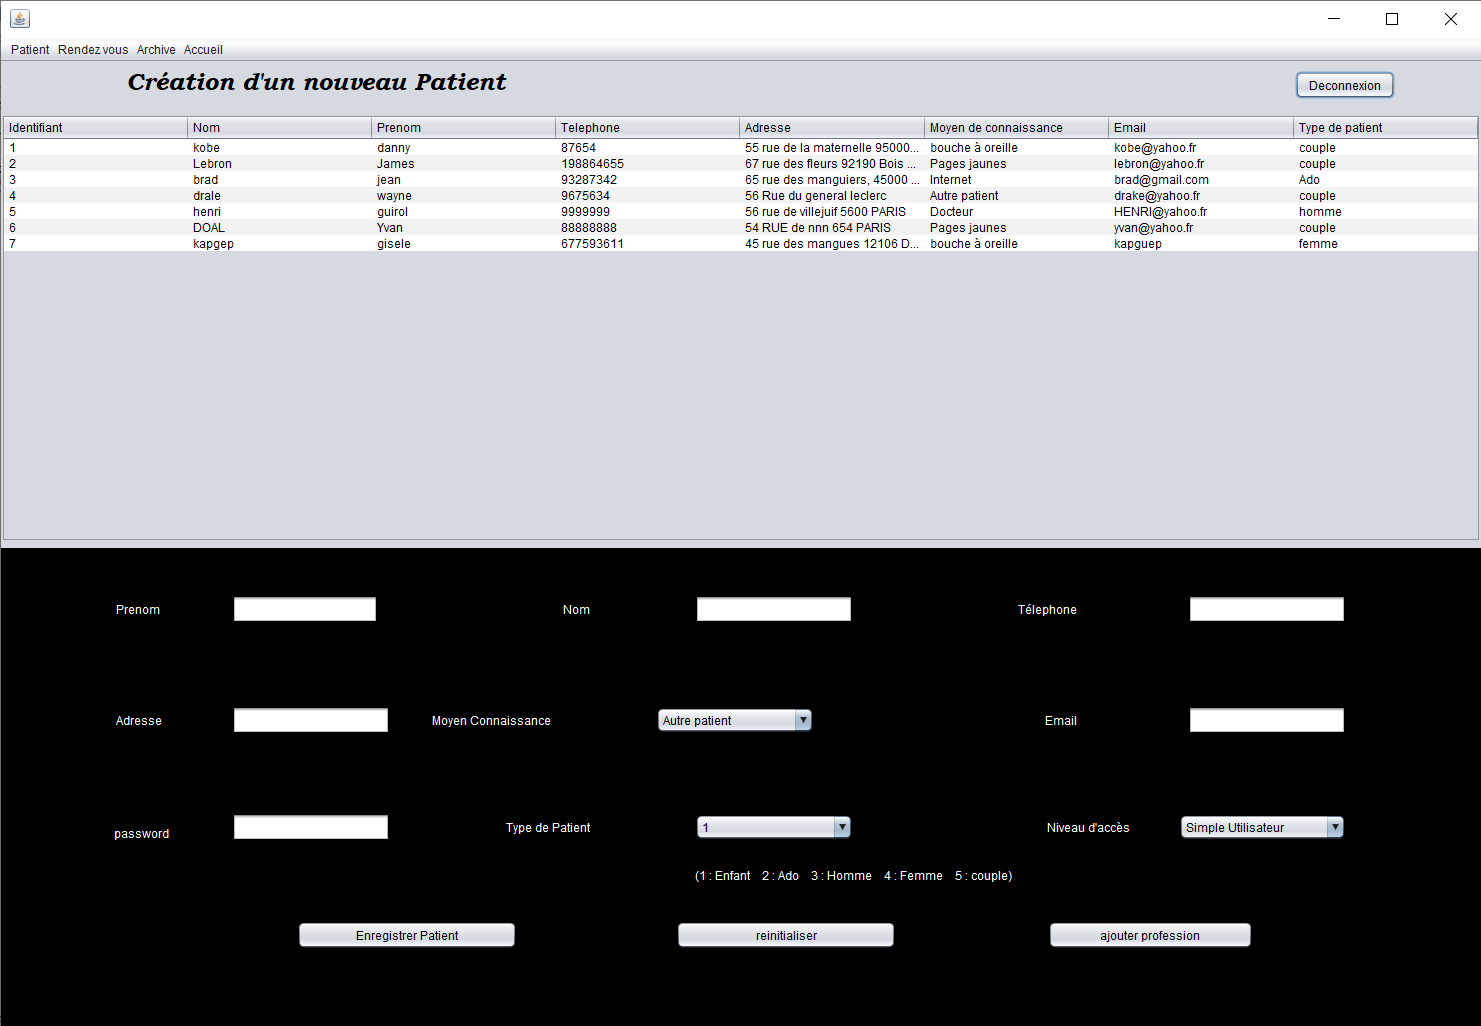 Patient Rendez vous Archive Accueil
Création d'un nouveau Patient
Deconnexion
Identifiant Nom Prenom Telephone Adresse Moyen de connaissance Email Type de patient
1 kobe danny 87654 55 rue de la maternelle 95000... bouche à oreille kobe@yahoo.fr couple
2 Lebron James 198864655 67 rue des fleurs 92190 Bois ... Pages jaunes lebron@yahoo.fr couple
3 brad jean 93287342 65 rue des manguiers, 45000 ... Internet brad@gmail.com Ado
4 drale wayne 9675634 56 Rue du general leclerc Autre patient drake@yahoo.fr couple
5 henri guirol 9999999 56 rue de villejuif 5600 PARIS Docteur HENRI@yahoo.fr homme
6 DOAL Yvan 88888888 54 RUE de nnn 654 PARIS Pages jaunes yvan@yahoo.fr couple
7 kapgep gisele 677593611 45 rue des mangues 12106 D... bouche à oreille kapguep femme
Prenom Nom Télephone
Adresse Moyen Connaissance Autre patient Email
password Type de Patient 1 Niveau d'accès Simple Utilisateur
(1 : Enfant 2 : Ado 3 : Homme 4 : Femme 5 : couple)
Enregistrer Patient reinitialiser ajouter profession